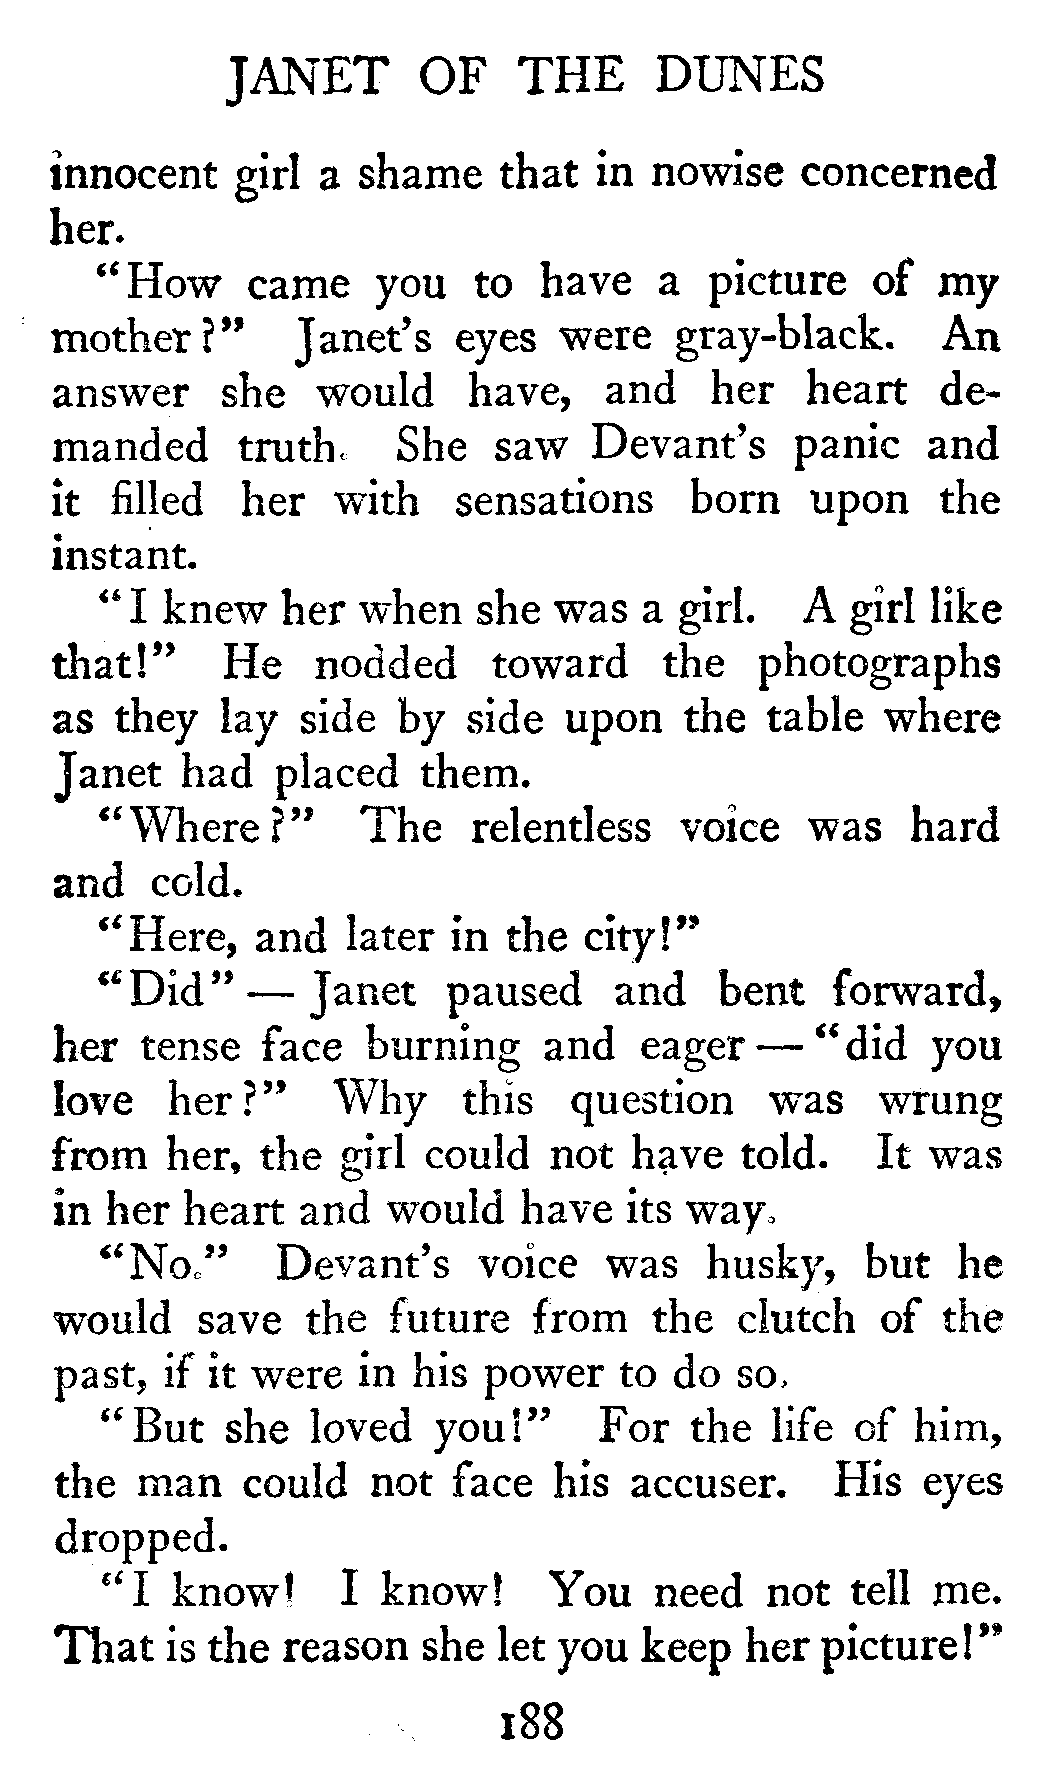 JANET OF THE DUNES
innocent girl a shame that in nowise concerned
her.
"How came you to have a picture of my
mother?" Janet's eyes were gray-black. An
answer she would have, and her heart de-
manded truth. She saw Devant's panic and
it filled her with sensations born upon the
instant.
"I knew her when she was a girl. A girl like
that!" He nodded toward the photographs
as they lay side by side upon the table where
Janet had placed them.
"Where?" The relentless voice was hard
and cold.
"Here, and later in the city!"
"Did" — Janet paused and bent forward,
her tense face burning and eager — "did you
love her?" Why this question was wrung
from her, the girl could not have told. It was
in her heart and would have its way.
"No." Devant's voice was husky, but he
would save the future from the clutch of the
past, if it were in his power to do so.
"But she loved you!" For the life of him,
the man could not face his accuser. His eyes
dropped.
"I know! I know! You need not tell me.
That is the reason she let you keep her picture!"
188